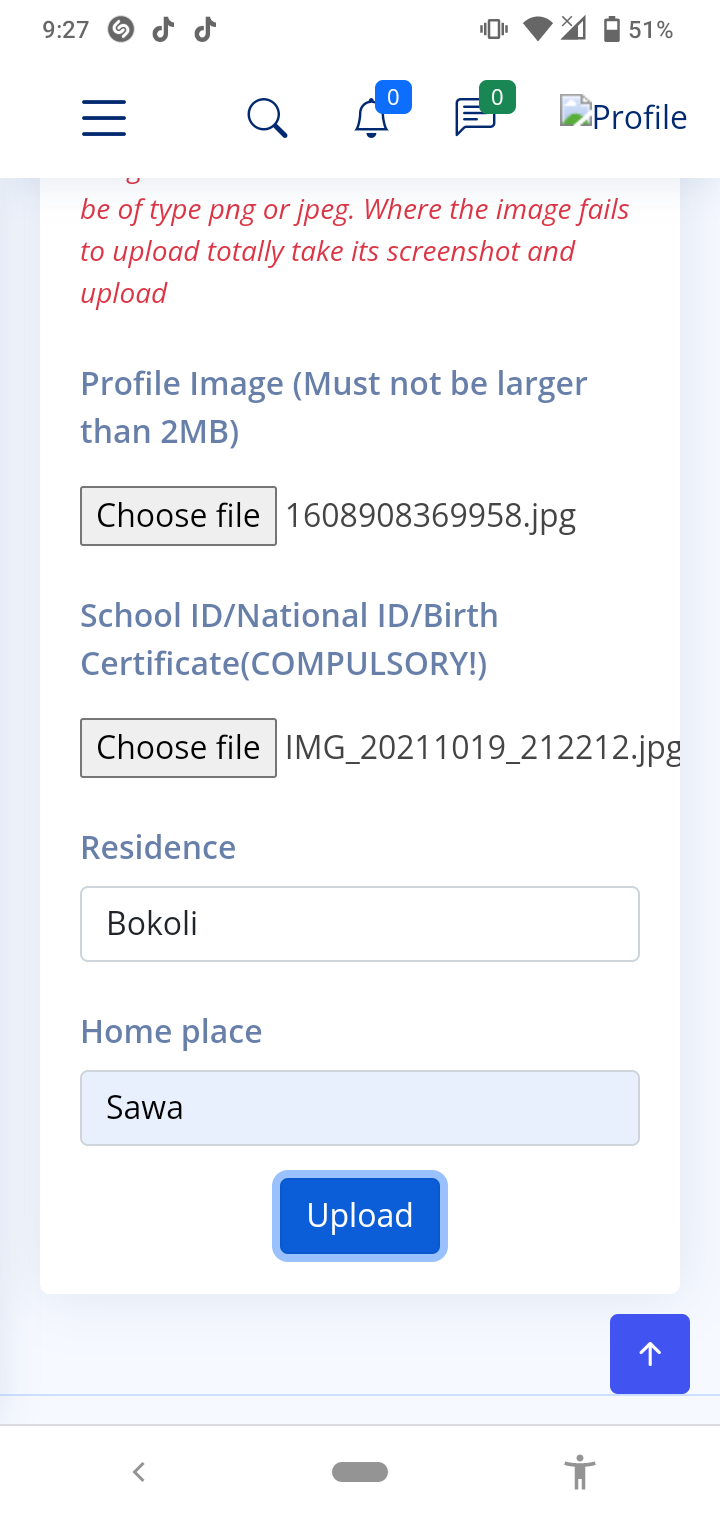 9:27
51%
0
0
Profile
be of type png or jpeg. Where the image fails
to upload totally take its screenshot and
upload
Profile Image (Must not be larger
than 2MB)
Choose file 1608908369958.jpg
School ID/National ID/Birth
Certificate(COMPULSORY!)
Choose file IMG_20211019_212212.jpg
Residence
Bokoli
Home place
Sawa
Upload